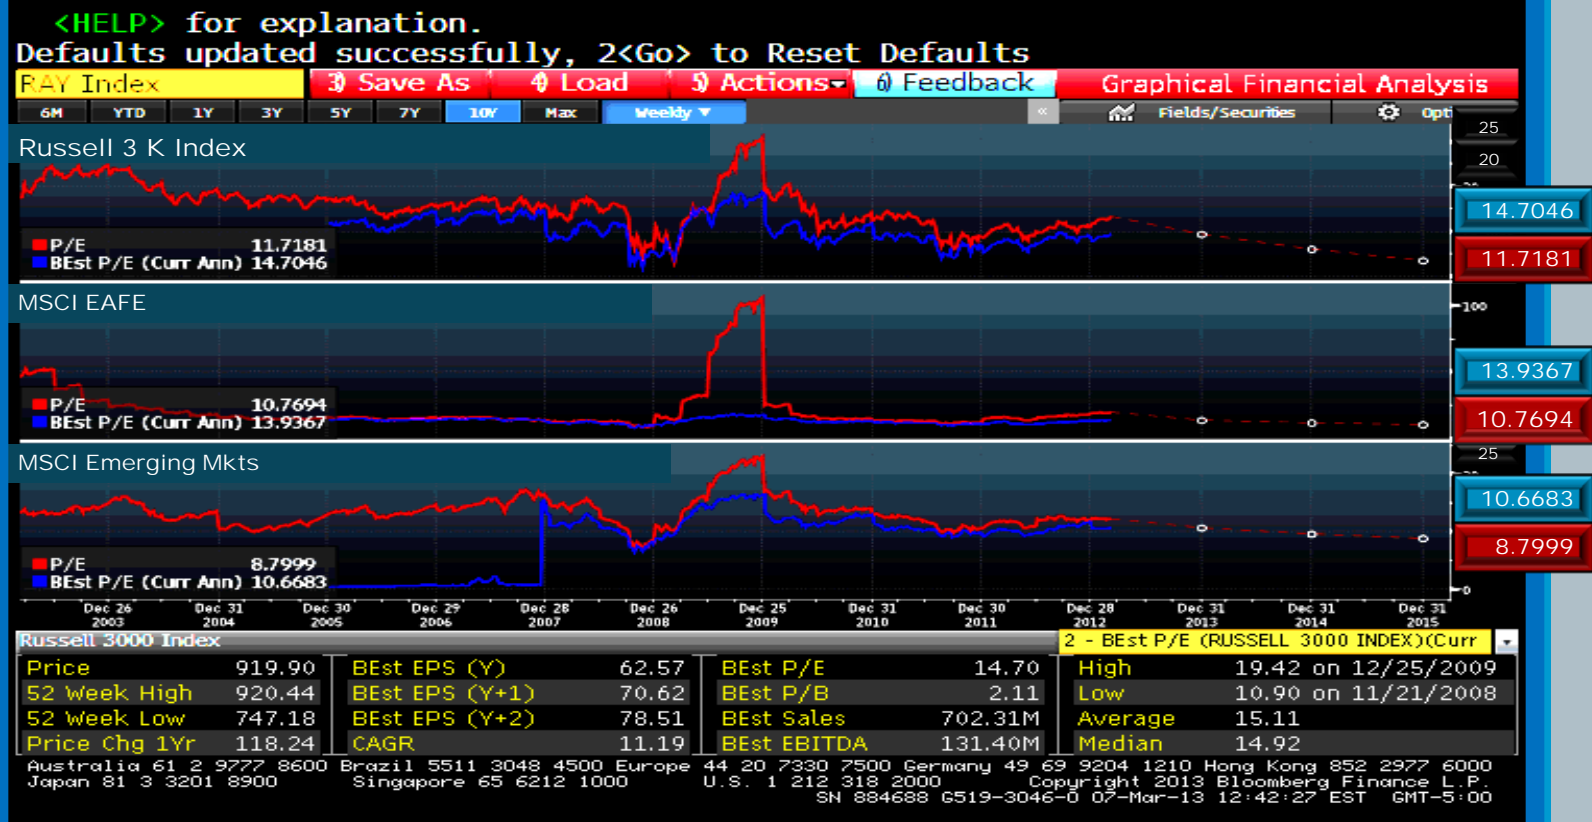 <HELP> for explanation.
Defaults updated successfully, 2<Go> to Reset Defaults
RAY Index 3) Save As 4) Load 5) Actions 6) Feedback Graphical Financial Analysis
6M YTD 1Y 3Y 5Y 7Y 10Y Max Weekly ▼ « Fields/Securities Opti
25
Russell 3 K Index
20
14.7046
P/E 11.7181
BEst P/E (Curr Ann) 14.7046
11.7181
MSCI EAFE
100
13.9367
P/E 10.7694
BEst P/E (Curr Ann) 13.9367
10.7694
MSCI Emerging Mkts
25
10.6683
8.7999
P/E 8.7999
BEst P/E (Curr Ann) 10.6683
0
Dec 26 Dec 31 Dec 30 Dec 29 Dec 28 Dec 26 Dec 25 Dec 31 Dec 30 Dec 28 Dec 31 Dec 31 Dec 31
2003 2004 2005 2006 2007 2008 2009 2010 2011 2012 2013 2014 2015
Russell 3000 Index 2 - BEst P/E (RUSSELL 3000 INDEX)(Curr
Price 919.90 BEst EPS (Y) 62.57 BEst P/E 14.70 High 19.42 on 12/25/2009
52 Week High 920.44 BEst EPS (Y+1) 70.62 BEst P/B 2.11 Low 10.90 on 11/21/2008
52 Week Low 747.18 BEst EPS (Y+2) 78.51 BEst Sales 702.31M Average 15.11
Price Chg 1Yr 118.24 CAGR 11.19 BEst EBITDA 131.40M Median 14.92
Australia 61 2 9777 8600 Brazil 5511 3048 4500 Europe 44 20 7330 7500 Germany 49 69 9204 1210 Hong Kong 852 2977 6000
Japan 81 3 3201 8900 Singapore 65 6212 1000 U.S. 1 212 318 2000 Copyright 2013 Bloomberg Finance L.P.
SN 884688 G519-3046-0 07-Mar-13 12:42:27 EST GMT-5:00